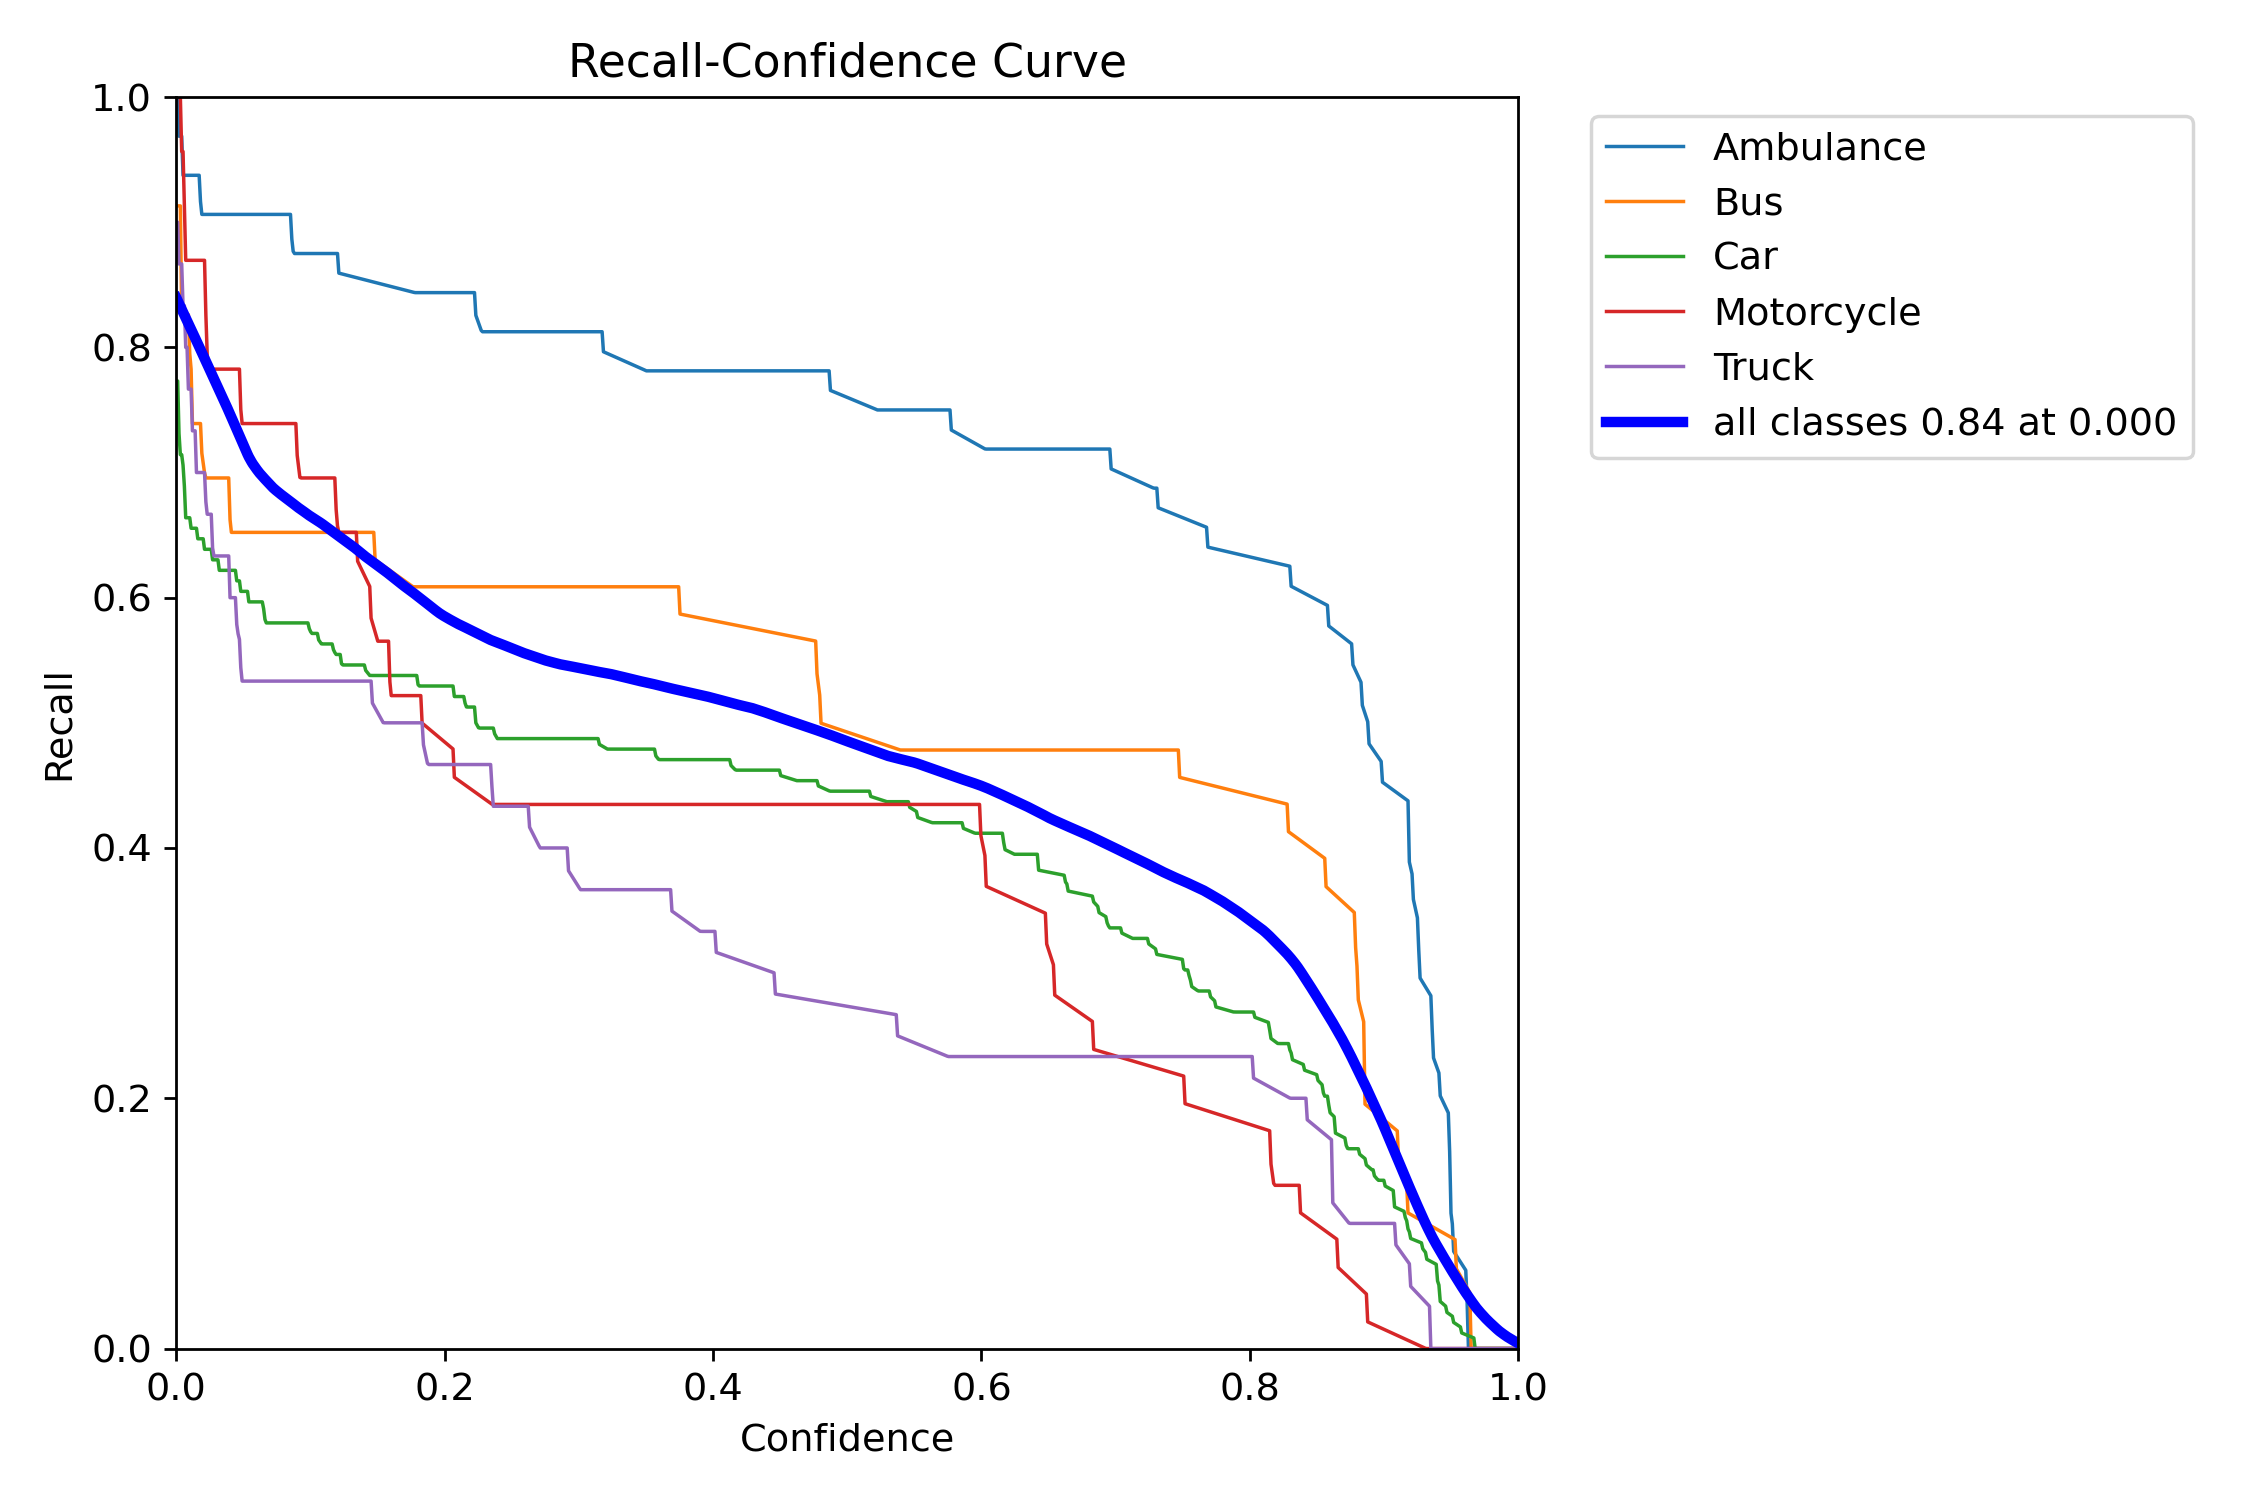 Recall-Confidence Curve
1.0
0.8
0.6
0.4
0.2
0.0
Recall
0.0 0.2 0.4 0.6 0.8 1.0
Confidence
Ambulance
Bus
Car
Motorcycle
Truck
all classes 0.84 at 0.000